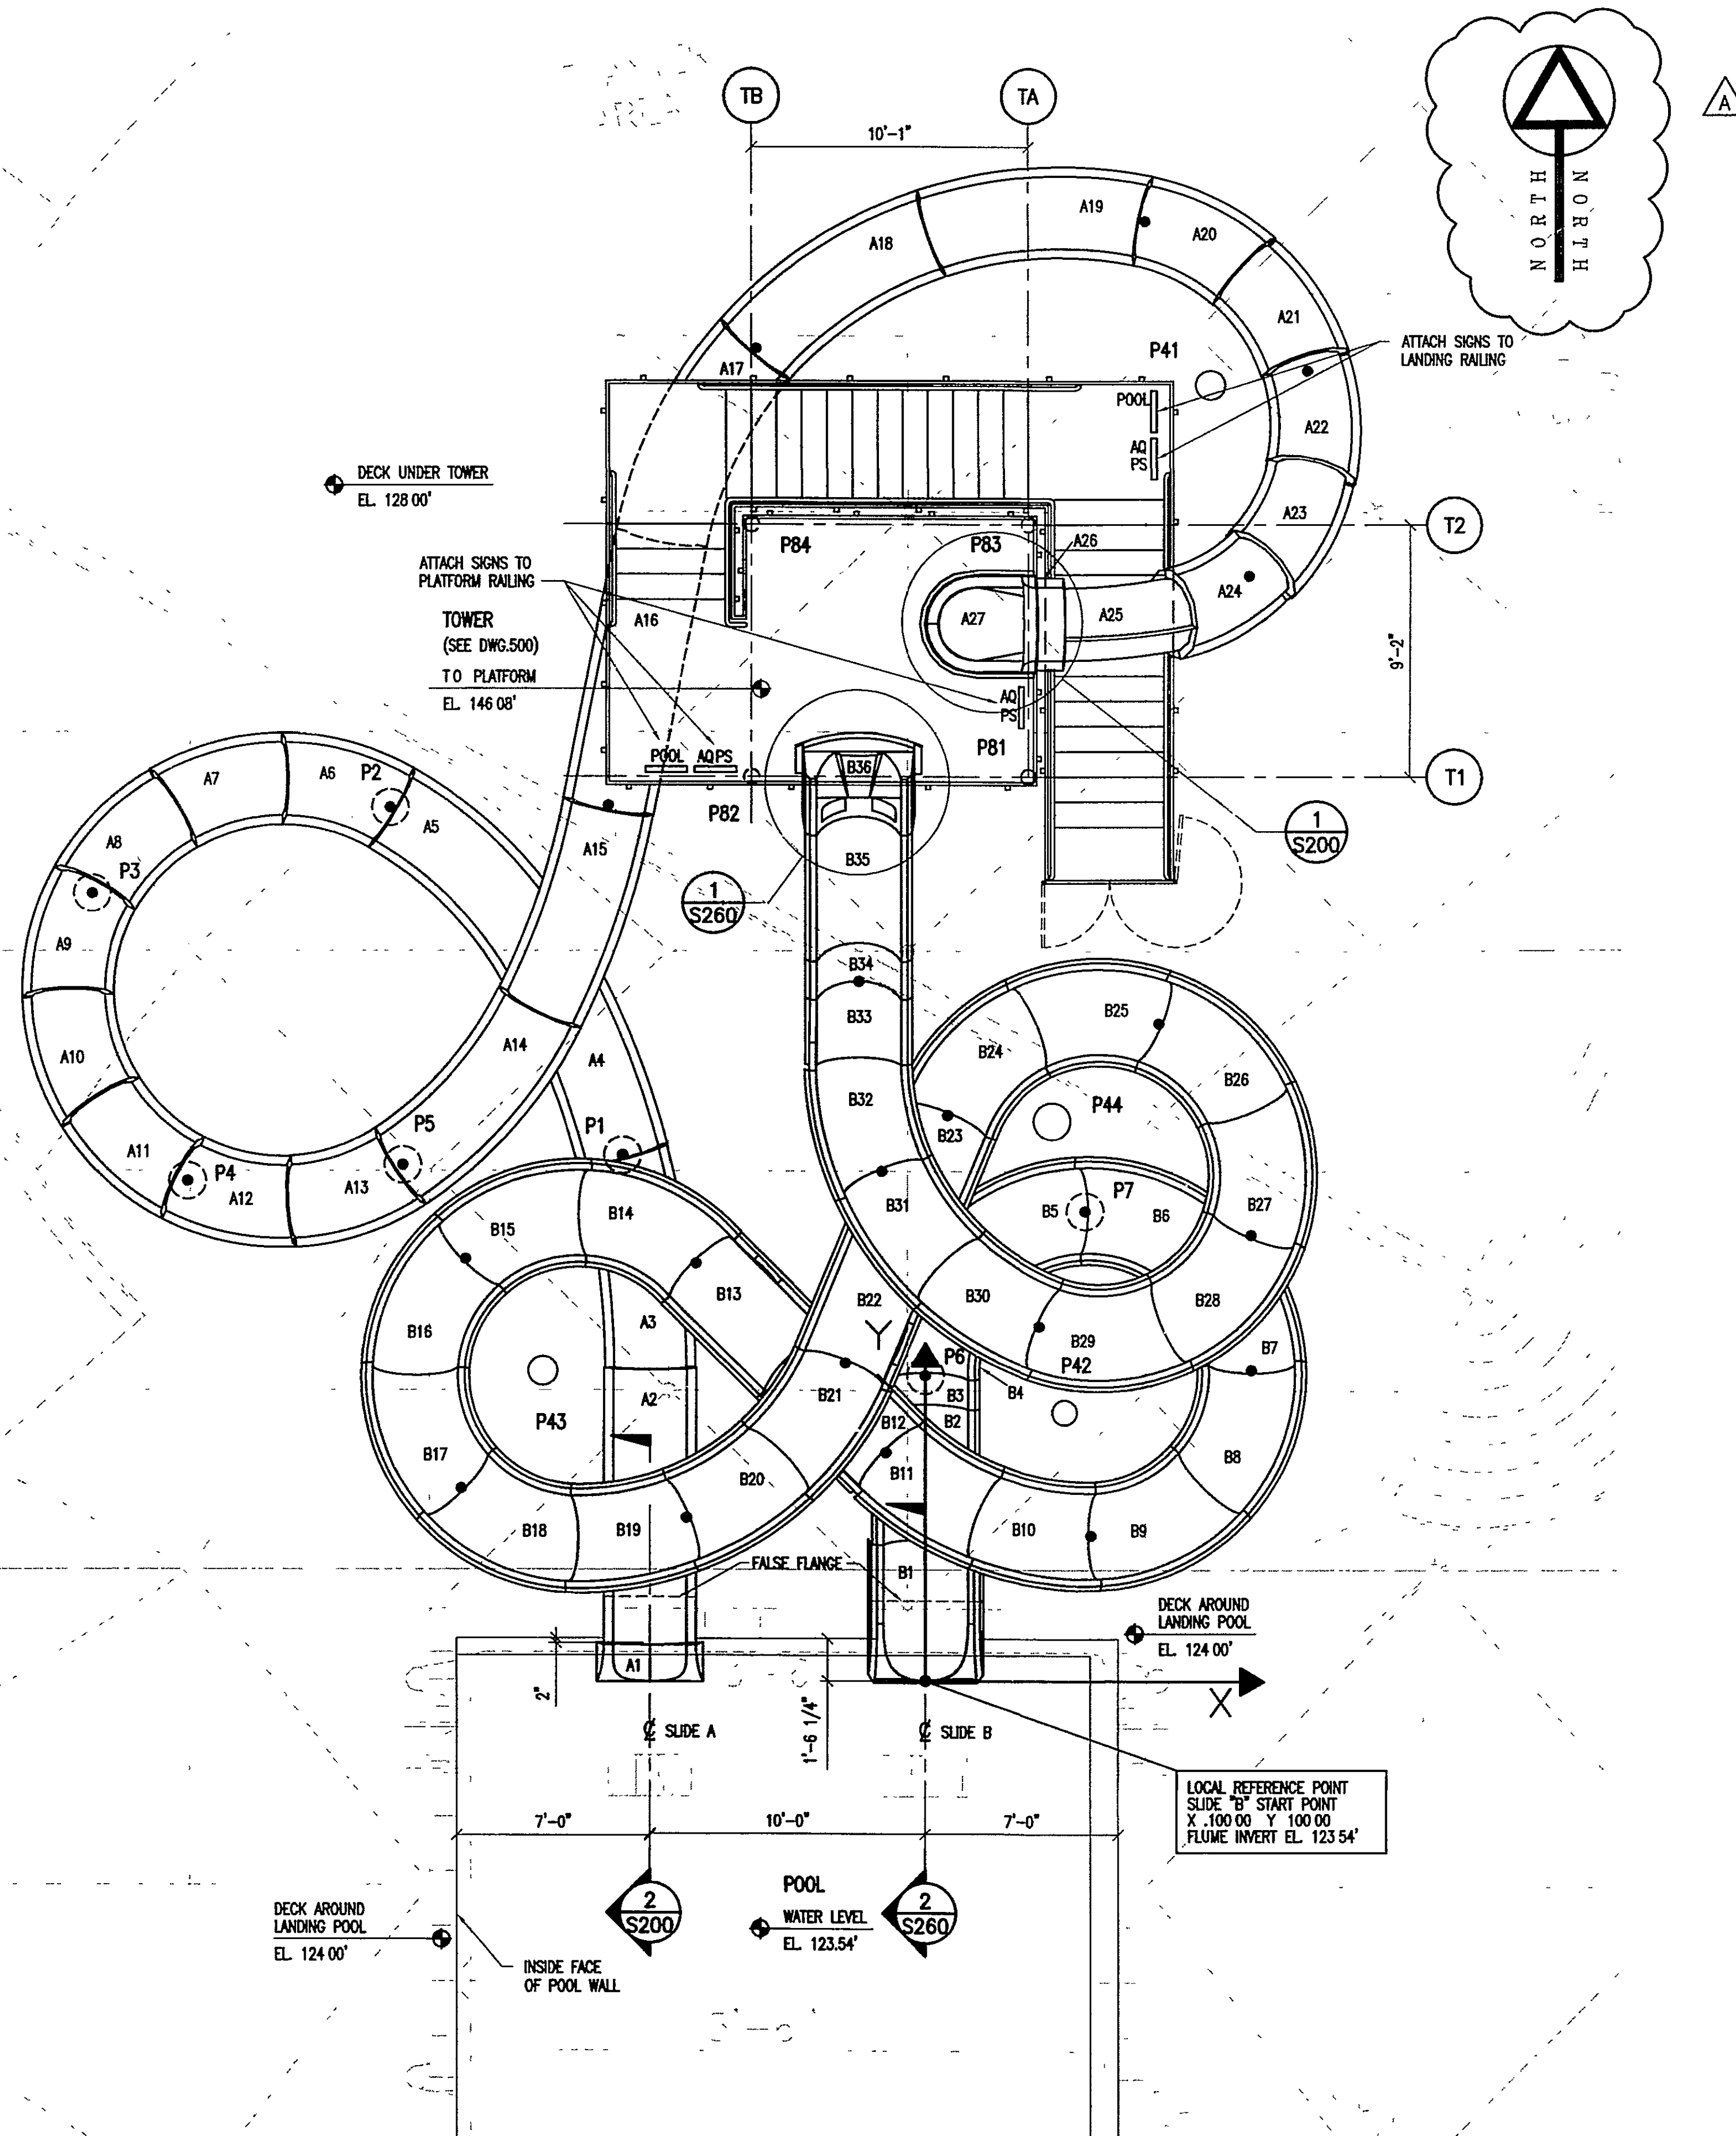 TB
TA
10'-1"
A
NORTH
NORTH
A19
A18
A20
A21
ATTACH SIGNS TO
LANDING RAILING
P41
A17
POOL
A22
AQ
PS
DECK UNDER TOWER
EL. 128 00'
A23
T2
P84
P83
A26
ATTACH SIGNS TO
PLATFORM RAILING
A24
A25
A27
A16
TOWER
(SEE DWG.500)
9'-2"
TO PLATFORM
EL. 146 08'
AQ
PS
P81
POOL
AQ PS
B36
T1
A7
A6
P2
P82
A5
A8
A15
1
S200
B35
P3
1
S260
A9
B34
B33
B25
A14
A10
A4
B24
B26
B32
P44
P5
P1
B23
A11
P4
A12
A13
P7
B31
B5
B6
B27
B15
B14
B13
B22
B30
B28
A3
B16
Y
B29
B7
P6
P42
B4
A2
B21
B3
P43
B12
B2
B17
B20
B11
B8
B18
B19
B10
B9
FALSE FLANGE
B1
DECK AROUND
LANDING POOL
EL. 124 00'
A1
2"
1'-6 1/4"
X
℄ SLIDE A
℄ SLIDE B
LOCAL REFERENCE POINT
SLIDE "B" START POINT
X .100 00 Y 100 00
FLUME INVERT EL. 123 54'
7'-0"
10'-0"
7'-0"
POOL
2
S200
WATER LEVEL
EL. 123.54'
2
S260
DECK AROUND
LANDING POOL
EL. 124 00'
INSIDE FACE
OF POOL WALL